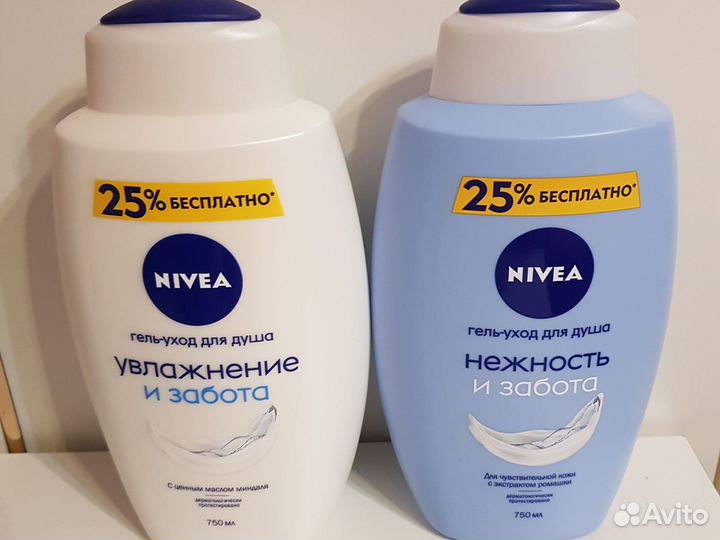 25% БЕСПЛАТНО*
NIVEA
гель-уход для душа
увлажнение
и забота
С ценным маслом миндаля
дерматологически
протестировано
750 мл
25% БЕСПЛАТНО*
NIVEA
гель-уход для душа
нежность
и забота
Для чувствительной кожи
с экстрактом ромашки
дерматологически
протестировано
750 мл
Avito